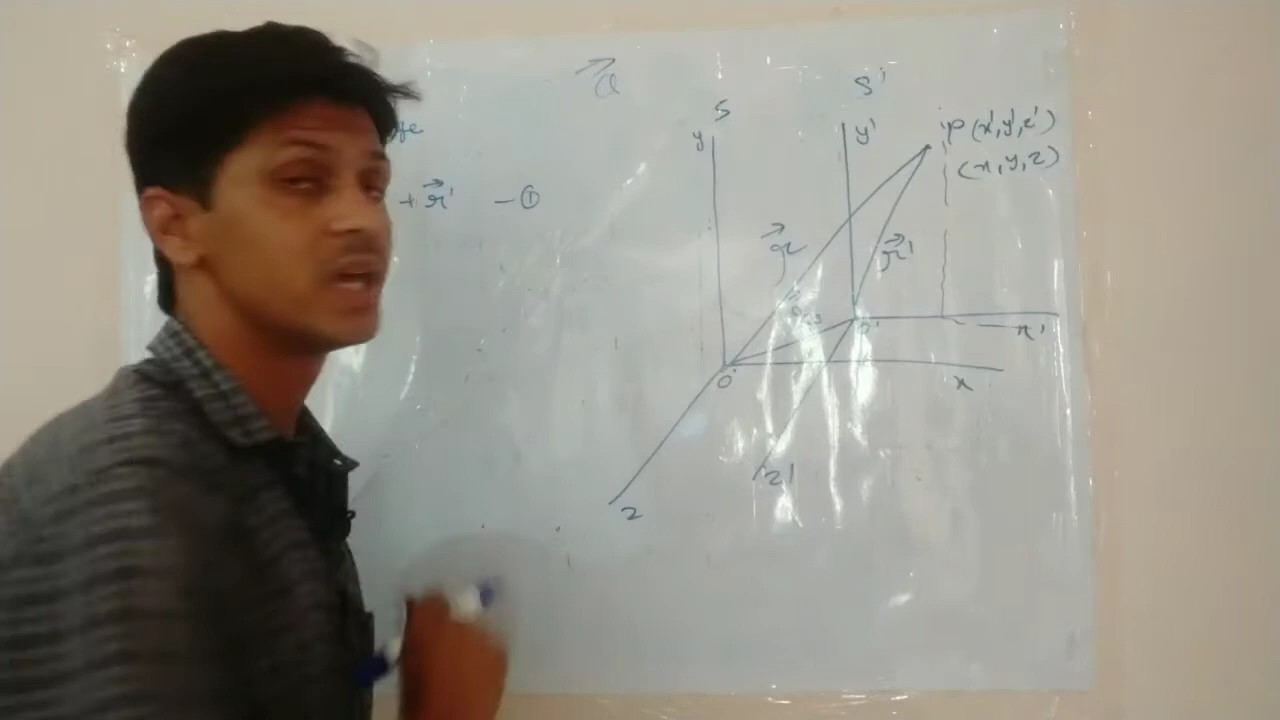 →a
S
S'
y
y'
p(x',y',z')
(x,y,z)
+ →r' - ①
→r
→r'
o'
x'
o
x
z'
z